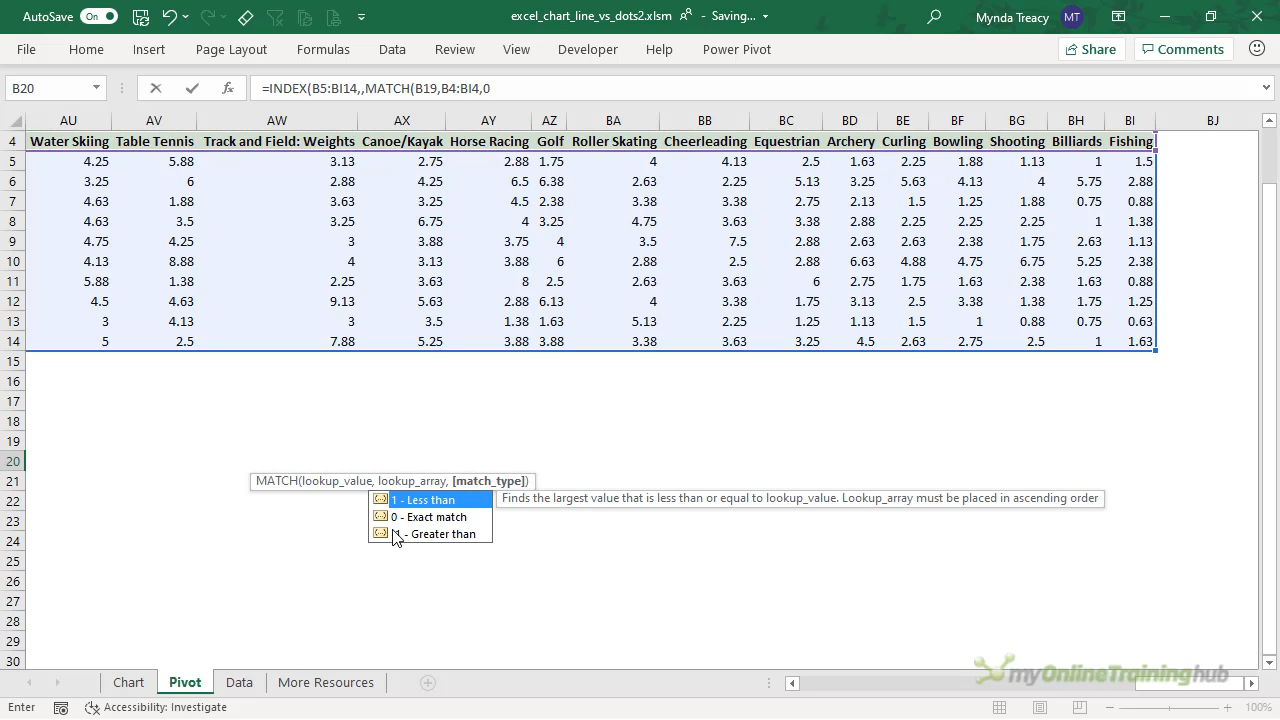 AutoSave On excel_chart_line_vs_dots2.xlsm - Saving... Mynda Treacy MT
File Home Insert Page Layout Formulas Data Review View Developer Help Power Pivot Share Comments
B20 fx =INDEX(B5:BI14,,MATCH(B19,B4:BI4,0
AU AV AW AX AY AZ BA BB BC BD BE BF BG BH BI BJ
4 Water Skiing Table Tennis Track and Field: Weights Canoe/Kayak Horse Racing Golf Roller Skating Cheerleading Equestrian Archery Curling Bowling Shooting Billiards Fishing
5 4.25 5.88 3.13 2.75 2.88 1.75 4 4.13 2.5 1.63 2.25 1.88 1.13 1 1.5
6 3.25 6 2.88 4.25 6.5 6.38 2.63 2.25 5.13 3.25 5.63 4.13 4 5.75 2.88
7 4.63 1.88 3.63 3.25 4.5 2.38 3.38 3.38 2.75 2.13 1.5 1.25 1.88 0.75 0.88
8 4.63 3.5 3.25 6.75 4 3.25 4.75 3.63 3.38 2.88 2.25 2.25 2.25 1 1.38
9 4.75 4.25 3 3.88 3.75 4 3.5 7.5 2.88 2.63 2.63 2.38 1.75 2.63 1.13
10 4.13 8.88 4 3.13 3.88 6 2.88 2.5 2.88 6.63 4.88 4.75 6.75 5.25 2.38
11 5.88 1.38 2.25 3.63 8 2.5 2.63 3.63 6 2.75 1.75 1.63 2.38 1.63 0.88
12 4.5 4.63 9.13 5.63 2.88 6.13 4 3.38 1.75 3.13 2.5 3.38 1.38 1.75 1.25
13 3 4.13 3 3.5 1.38 1.63 5.13 2.25 1.25 1.13 1.5 1 0.88 0.75 0.63
14 5 2.5 7.88 5.25 3.88 3.88 3.38 3.63 3.25 4.5 2.63 2.75 2.5 1 1.63
15
16
17
18
19
20
21 MATCH(lookup_value, lookup_array, [match_type])
22 1 - Less than Finds the largest value that is less than or equal to lookup_value. Lookup_array must be placed in ascending order
23 0 - Exact match
24 - Greater than
25
26
27
28
29
30
myOnlineTraininghub
Chart Pivot Data More Resources
Enter Accessibility: Investigate 100%